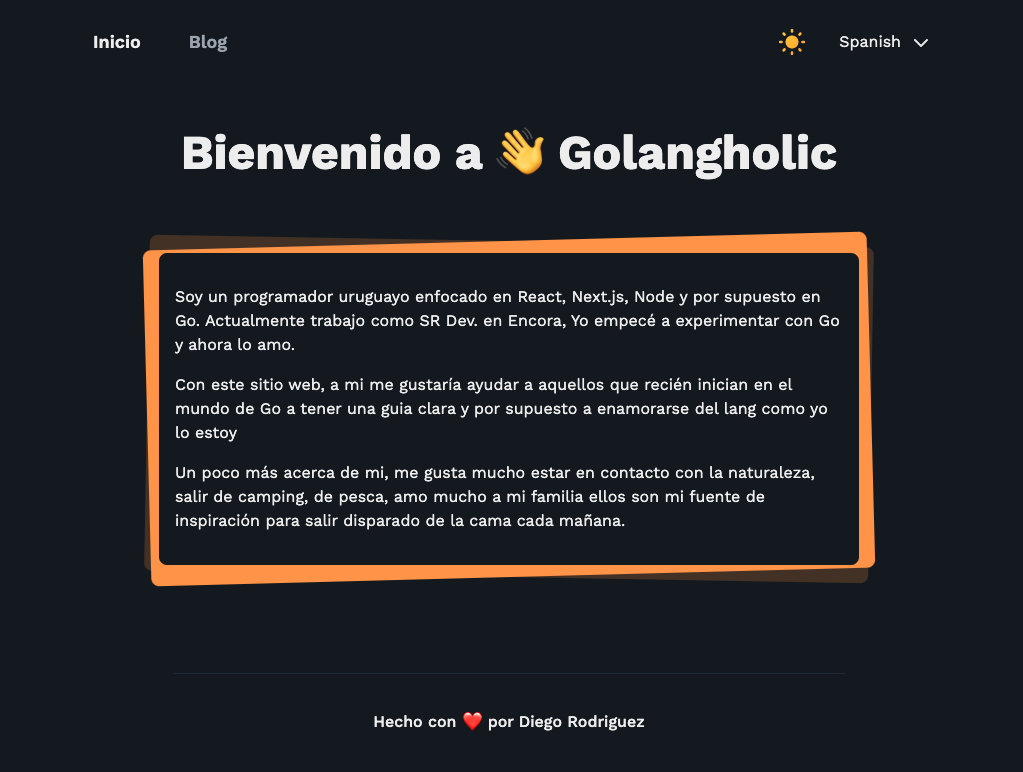 Inicio
Blog
Spanish
Bienvenido a 👋 Golangholic
Soy un programador uruguayo enfocado en React, Next.js, Node y por supuesto en
Go. Actualmente trabajo como SR Dev. en Encora, Yo empecé a experimentar con Go
y ahora lo amo.
Con este sitio web, a mi me gustaría ayudar a aquellos que recién inician en el
mundo de Go a tener una guia clara y por supuesto a enamorarse del lang como yo
lo estoy
Un poco más acerca de mi, me gusta mucho estar en contacto con la naturaleza,
salir de camping, de pesca, amo mucho a mi familia ellos son mi fuente de
inspiración para salir disparado de la cama cada mañana.
Hecho con ❤️ por Diego Rodriguez